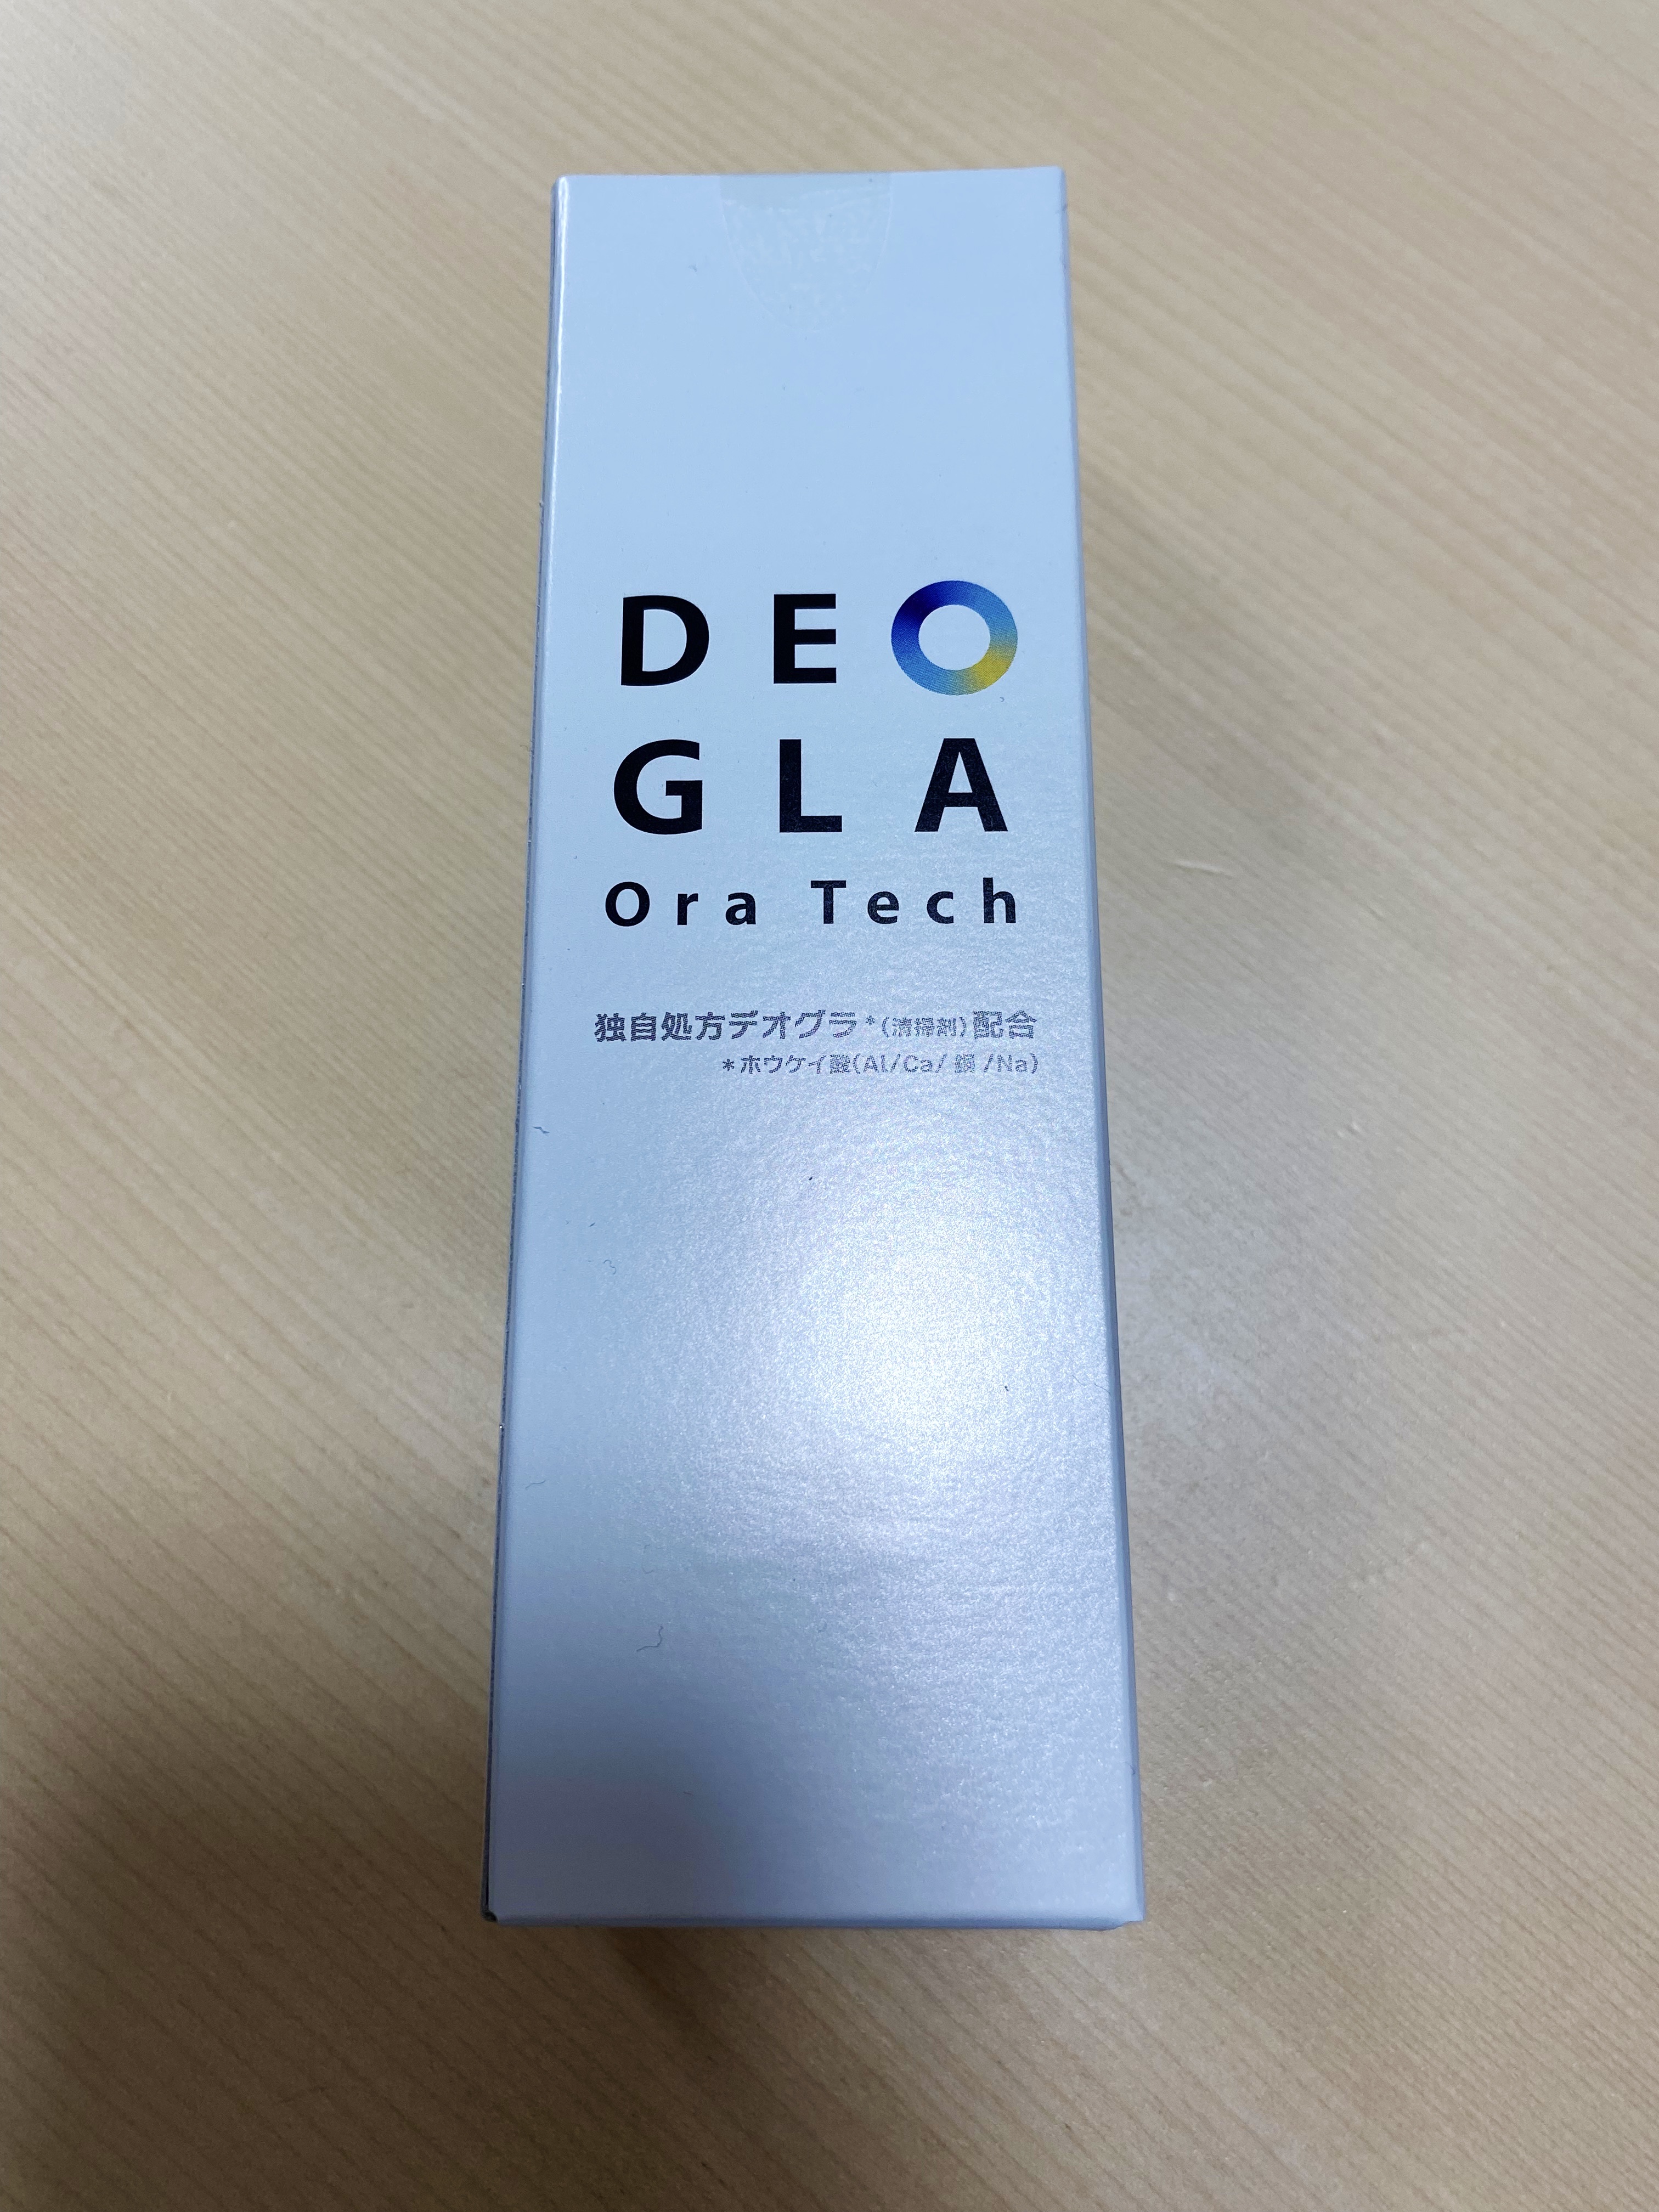 DEO
GLA
Ora Tech
独自処方デオグラ*(清掃剤)配合
*ホウケイ酸(Al/Ca/ 銅 /Na)